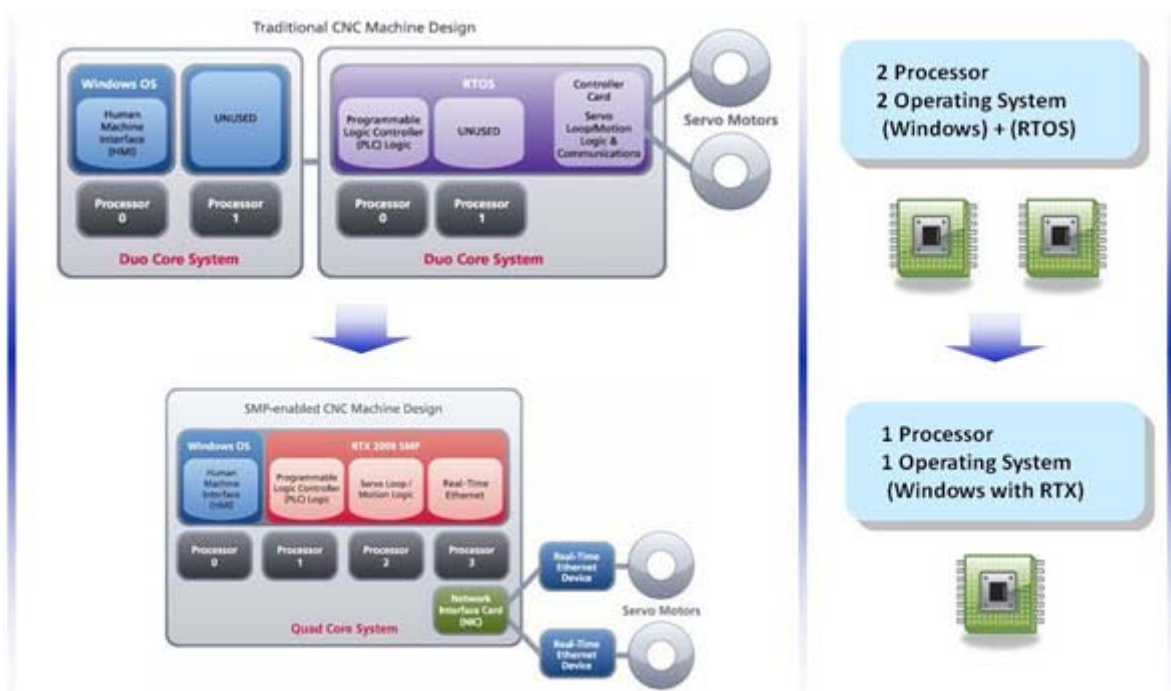 Traditional CNC Machine Design
Windows OS
Human
Machine
Interface
(HMI)
UNUSED
Processor
0
Processor
1
Duo Core System
RTOS
Programmable
Logic Controller
(PLC) Logic
UNUSED
Controller
Card
Servo
Loop/Motion
Logic &
Communications
Processor
0
Processor
1
Duo Core System
Servo Motors
SMP-enabled CNC Machine Design
Windows OS
Human
Machine
Interface
(HMI)
RTX 2009 SMP
Programmable
Logic Controller
(PLC) Logic
Servo Loop /
Motion Logic
Real-Time
Ethernet
Processor
0
Processor
1
Processor
2
Processor
3
Network
Interface Card
(NIC)
Quad Core System
Real-Time
Ethernet
Device
Servo Motors
Real-Time
Ethernet
Device
2 Processor
2 Operating System
(Windows) + (RTOS)
1 Processor
1 Operating System
(Windows with RTX)